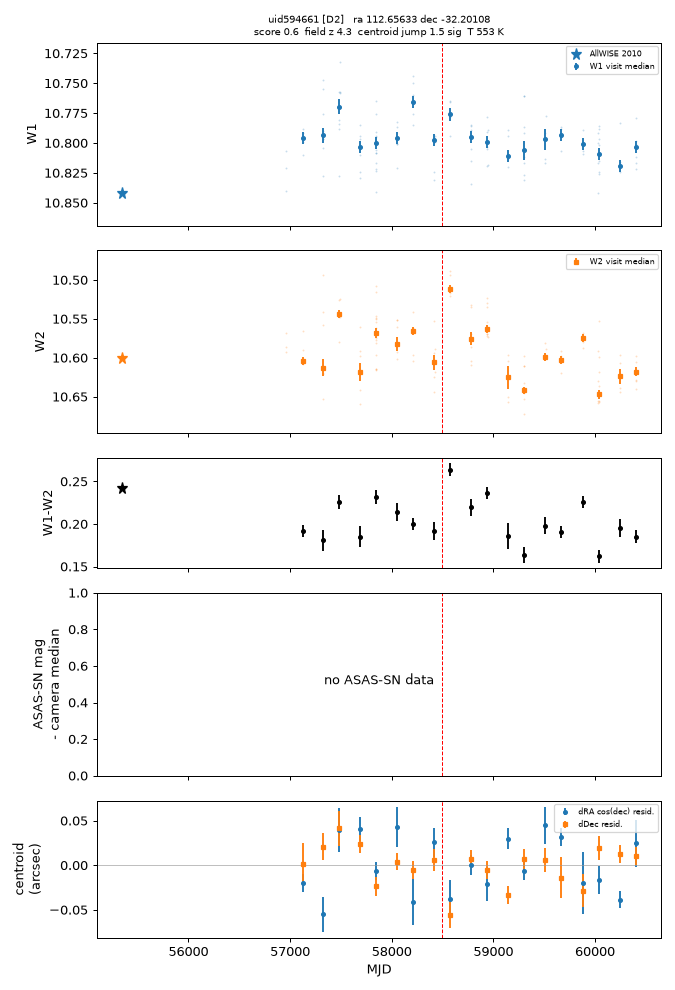 uid594661 [D2]   ra 112.65633 dec -32.20108
score 0.6  field z 4.3  centroid jump 1.5 sig  T 553 K
10.725
10.750
10.775
10.800
10.825
10.850
W1
AllWISE 2010
W1 visit median
10.50
10.55
10.60
10.65
W2
W2 visit median
0.25
0.20
0.15
W1-W2
1.0
0.8
0.6
0.4
0.2
0.0
ASAS-SN mag
- camera median
no ASAS-SN data
0.05
0.00
−0.05
centroid
(arcsec)
dRA cos(dec) resid.
dDec resid.
56000
57000
58000
59000
60000
MJD